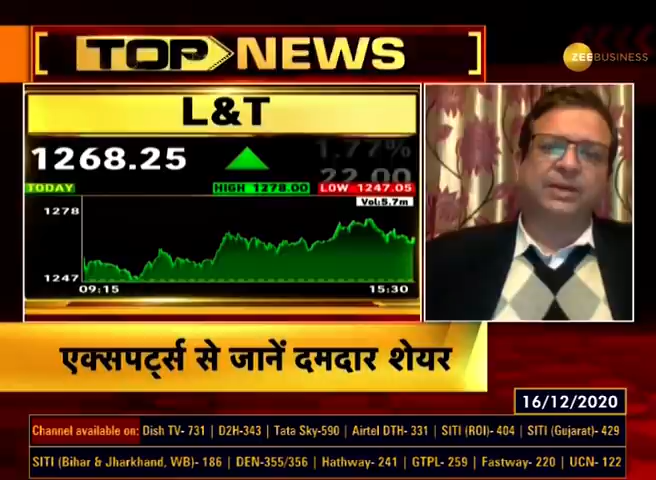 TOP NEWS
ZEE BUSINESS
L&T
1268.25
1.77%
22.00
TODAY
HIGH 1278.00
LOW 1247.05
Vol:5.7m
1278
1247
09:15
15:30
एक्सपर्ट्स से जानें दमदार शेयर
16/12/2020
Channel available on: Dish TV- 731 | D2H-343 | Tata Sky-590 | Airtel DTH- 331 | SITI (ROI)- 404 | SITI (Gujarat)- 429
SITI (Bihar & Jharkhand, WB)- 186 | DEN-355/356 | Hathway- 241 | GTPL- 259 | Fastway- 220 | UCN- 122